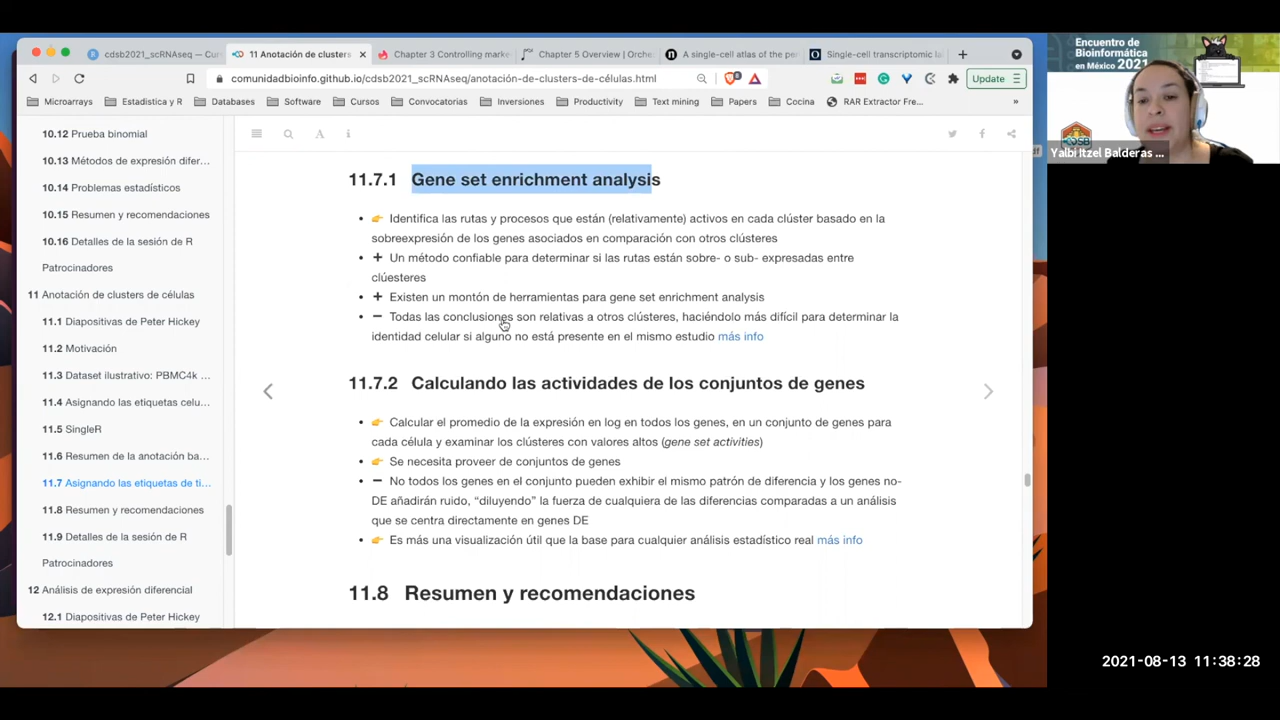 cdsb2021_scRNAseq — Cur
11 Anotación de clusters
Chapter 3 Controlling marke
Chapter 5 Overview | Orche
A single-cell atlas of the per
Single-cell transcriptomic la
comunidadbioinfo.github.io/cdsb2021_scRNAseq/anotación-de-clusters-de-células.html
Update
Microarrays
Estadistica y R
Databases
Software
Cursos
Convocatorias
Inversiones
Productivity
Text mining
Papers
Cocina
RAR Extractor Fre...
»
10.12 Prueba binomial
10.13 Métodos de expresión difer...
10.14 Problemas estadísticos
10.15 Resumen y recomendaciones
10.16 Detalles de la sesión de R
Patrocinadores
11 Anotación de clusters de células
11.1 Diapositivas de Peter Hickey
11.2 Motivación
11.3 Dataset ilustrativo: PBMC4k ...
11.4 Asignando las etiquetas celu...
11.5 SingleR
11.6 Resumen de la anotación ba...
11.7 Asignando las etiquetas de ti...
11.8 Resumen y recomendaciones
11.9 Detalles de la sesión de R
Patrocinadores
12 Análisis de expresión diferencial
12.1 Diapositivas de Peter Hickey
11.7.1 Gene set enrichment analysis
• 👉 Identifica las rutas y procesos que están (relativamente) activos en cada clúster basado en la
sobreexpresión de los genes asociados en comparación con otros clústeres
• ➕ Un método confiable para determinar si las rutas están sobre- o sub- expresadas entre
clúesteres
• ➕ Existen un montón de herramientas para gene set enrichment analysis
• ➖ Todas las conclusiones son relativas a otros clústeres, haciéndolo más difícil para determinar la
identidad celular si alguno no está presente en el mismo estudio más info
11.7.2 Calculando las actividades de los conjuntos de genes
• 👉 Calcular el promedio de la expresión en log en todos los genes, en un conjunto de genes para
cada célula y examinar los clústeres con valores altos (gene set activities)
• 👉 Se necesita proveer de conjuntos de genes
• ➖ No todos los genes en el conjunto pueden exhibir el mismo patrón de diferencia y los genes no-
DE añadirán ruido, “diluyendo” la fuerza de cualquiera de las diferencias comparadas a un análisis
que se centra directamente en genes DE
• 👉 Es más una visualización útil que la base para cualquier análisis estadístico real más info
11.8 Resumen y recomendaciones
Encuentro de
Bioinformática
en México 2021
CDSB
Yalbi Itzel Balderas ...
2021-08-13 11:38:28